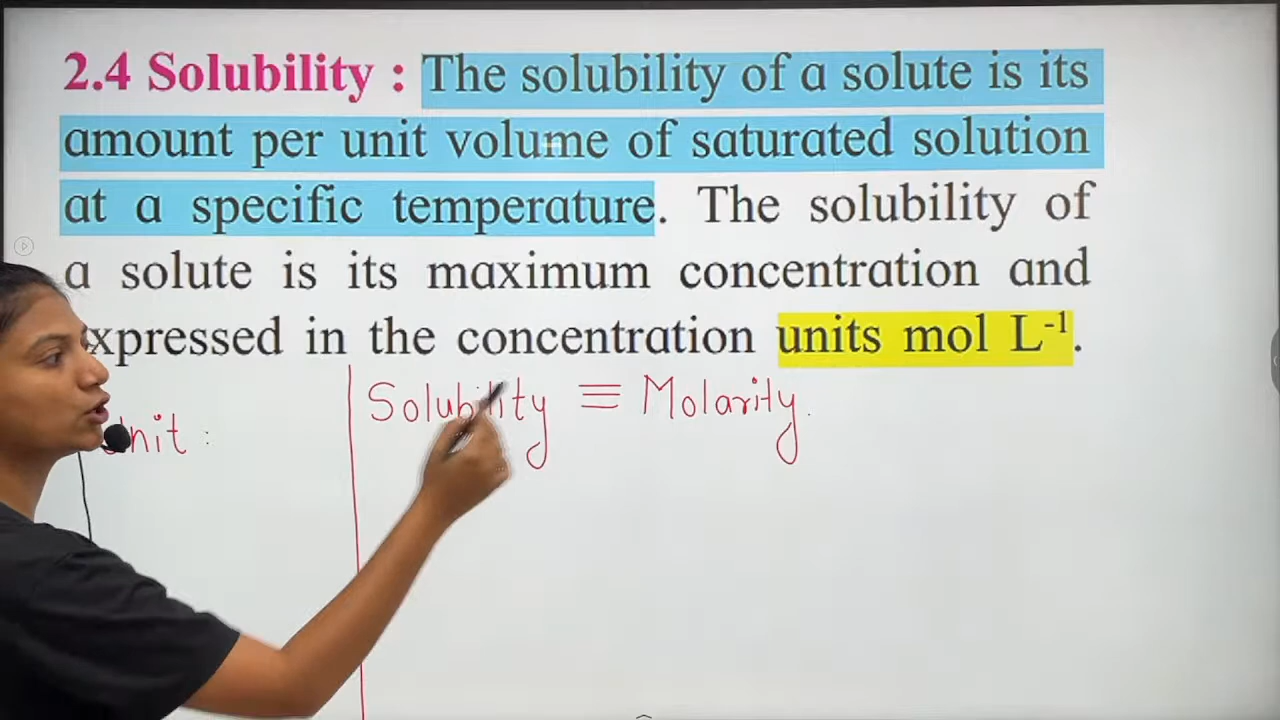 2.4 Solubility : The solubility of a solute is its
amount per unit volume of saturated solution
at a specific temperature. The solubility of
a solute is its maximum concentration and
xpressed in the concentration units mol L⁻¹.
Solubility ≡ Molarity.
nit :